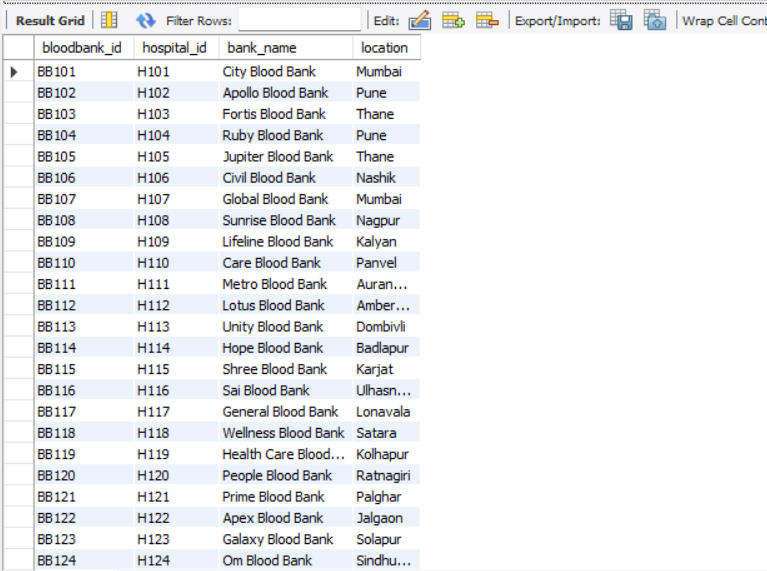 Result Grid Filter Rows: Edit: Export/Import: Wrap Cell Cont
bloodbank_id hospital_id bank_name location
BB101 H101 City Blood Bank Mumbai
BB102 H102 Apollo Blood Bank Pune
BB103 H103 Fortis Blood Bank Thane
BB104 H104 Ruby Blood Bank Pune
BB105 H105 Jupiter Blood Bank Thane
BB106 H106 Civil Blood Bank Nashik
BB107 H107 Global Blood Bank Mumbai
BB108 H108 Sunrise Blood Bank Nagpur
BB109 H109 Lifeline Blood Bank Kalyan
BB110 H110 Care Blood Bank Panvel
BB111 H111 Metro Blood Bank Auran...
BB112 H112 Lotus Blood Bank Amber...
BB113 H113 Unity Blood Bank Dombivli
BB114 H114 Hope Blood Bank Badlapur
BB115 H115 Shree Blood Bank Karjat
BB116 H116 Sai Blood Bank Ulhasn...
BB117 H117 General Blood Bank Lonavala
BB118 H118 Wellness Blood Bank Satara
BB119 H119 Health Care Blood... Kolhapur
BB120 H120 People Blood Bank Ratnagiri
BB121 H121 Prime Blood Bank Palghar
BB122 H122 Apex Blood Bank Jalgaon
BB123 H123 Galaxy Blood Bank Solapur
BB124 H124 Om Blood Bank Sindhu...